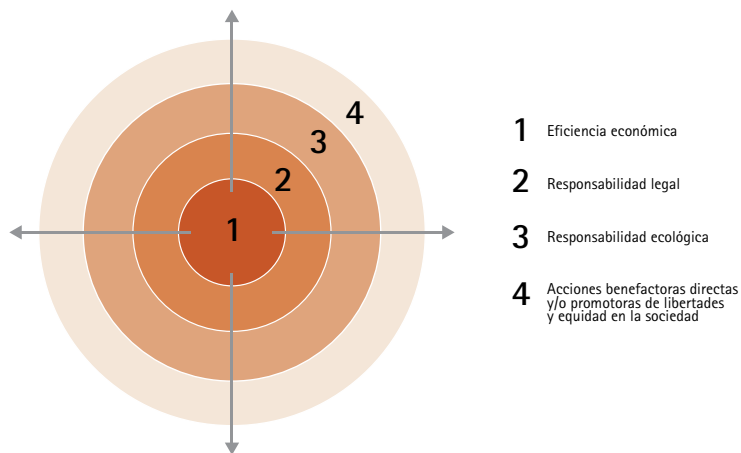 4
3
2
1
1 Eficiencia económica
2 Responsabilidad legal
3 Responsabilidad ecológica
4 Acciones benefactoras directas
y/o promotoras de libertades
y equidad en la sociedad